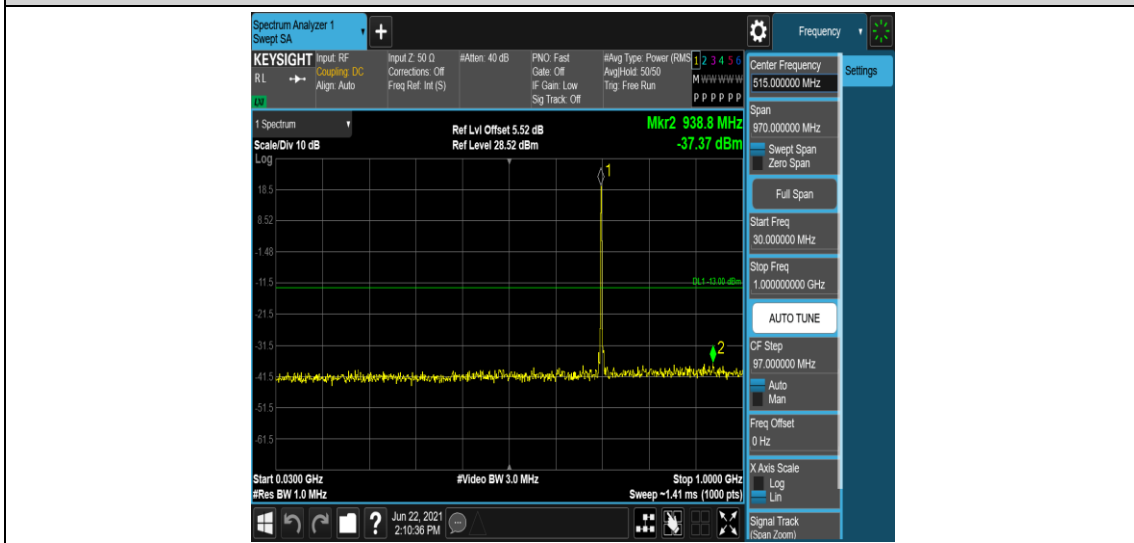 Spectrum Analyzer 1
Swept SA
Frequency
KEYSIGHT
RL
Input: RF
Coupling: DC
Align: Auto
Input Z: 50 Ω
Corrections: Off
Freq Ref: Int (S)
#Atten: 40 dB
PNO: Fast
Gate: Off
IF Gain: Low
Sig Track: Off
#Avg Type: Power (RMS
Avg|Hold: 50/50
Trig: Free Run
1 2 3 4 5 6
M W W W W W
P P P P P P
1 Spectrum
Scale/Div 10 dB
Ref Lvl Offset 5.52 dB
Ref Level 28.52 dBm
Mkr2 938.8 MHz
-37.37 dBm
Log
18.5
8.52
-1.48
-11.5
-21.5
-31.5
-41.5
-51.5
-61.5
1
DL1 -13.00 dBm
2
Start 0.0300 GHz
#Res BW 1.0 MHz
#Video BW 3.0 MHz
Stop 1.0000 GHz
Sweep ~1.41 ms (1000 pts)
Jun 22, 2021
2:10:36 PM
Center Frequency
515.000000 MHz
Settings
Span
970.000000 MHz
Swept Span
Zero Span
Full Span
Start Freq
30.000000 MHz
Stop Freq
1.000000000 GHz
AUTO TUNE
CF Step
97.000000 MHz
Auto
Man
Freq Offset
0 Hz
X Axis Scale
Log
Lin
Signal Track
(Span Zoom)